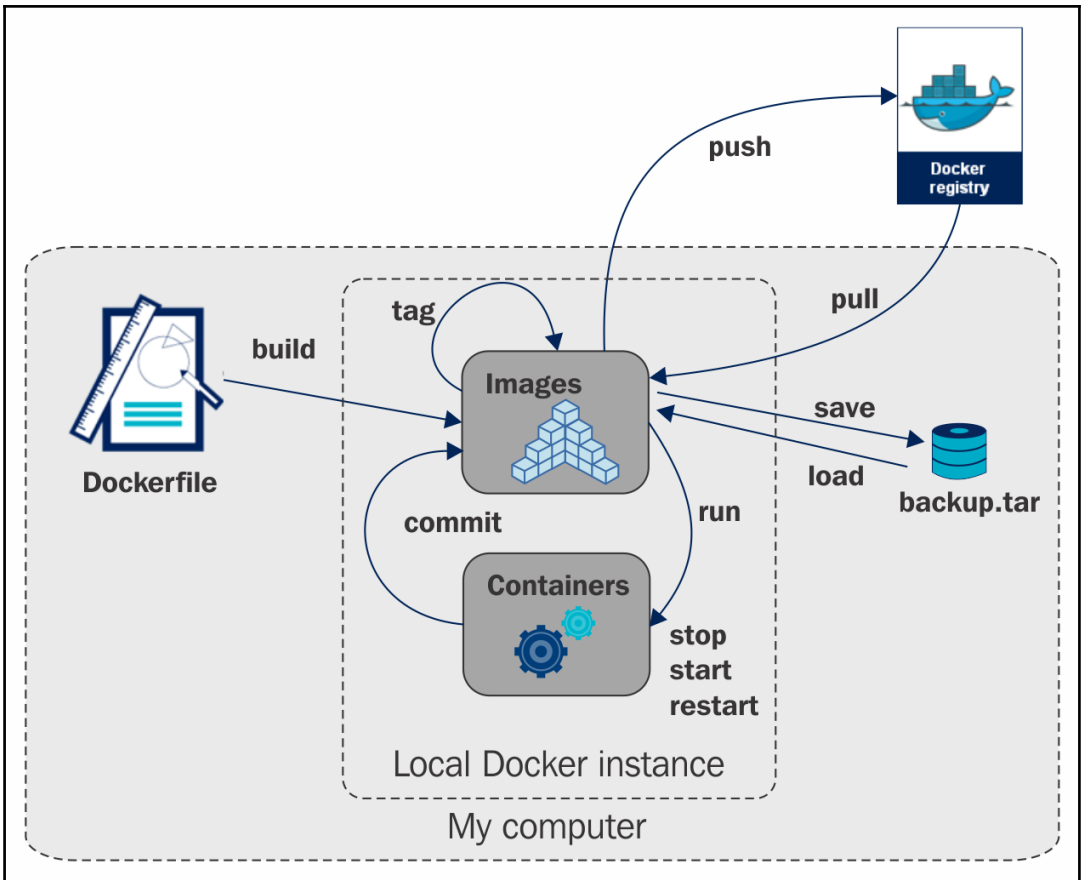 push
Docker
registry
pull
tag
build
Images
save
load
Dockerfile
backup.tar
commit
run
Containers
stop
start
restart
Local Docker instance
My computer